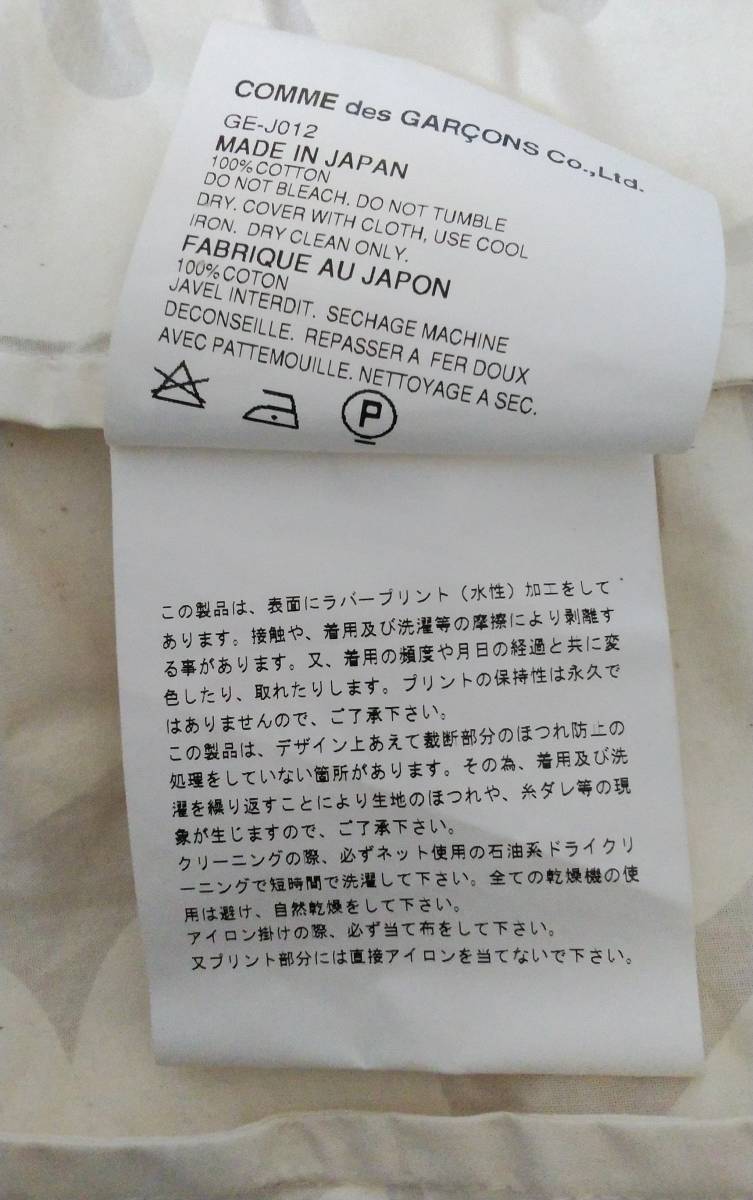 COMME des GARÇONS Co.,Ltd.
GE-J012
MADE IN JAPAN
100%COTTON
DO NOT BLEACH. DO NOT TUMBLE
DRY. COVER WITH CLOTH, USE COOL
IRON. DRY CLEAN ONLY.
FABRIQUE AU JAPON
100%COTON
JAVEL INTERDIT. SECHAGE MACHINE
DECONSEILLE. REPASSER A FER DOUX
AVEC PATTEMOUILLE. NETTOYAGE A SEC.
P
この製品は、表面にラバープリント（水性）加工をして
あります。接触や、着用及び洗濯等の摩擦により剥離す
る事があります。又、着用の頻度や月日の経過と共に変
色したり、取れたりします。プリントの保持性は永久で
はありませんので、ご了承下さい。
この製品は、デザイン上あえて裁断部分のほつれ防止の
処理をしていない箇所があります。その為、着用及び洗
濯を繰り返すことにより生地のほつれや、糸ダレ等の現
象が生じますので、ご了承下さい。
クリーニングの際、必ずネット使用の石油系ドライクリ
ーニングで短時間で洗濯して下さい。全ての乾燥機の使
用は避け、自然乾燥をして下さい。
アイロン掛けの際、必ず当て布をして下さい。
又プリント部分には直接アイロンを当てないで下さい。